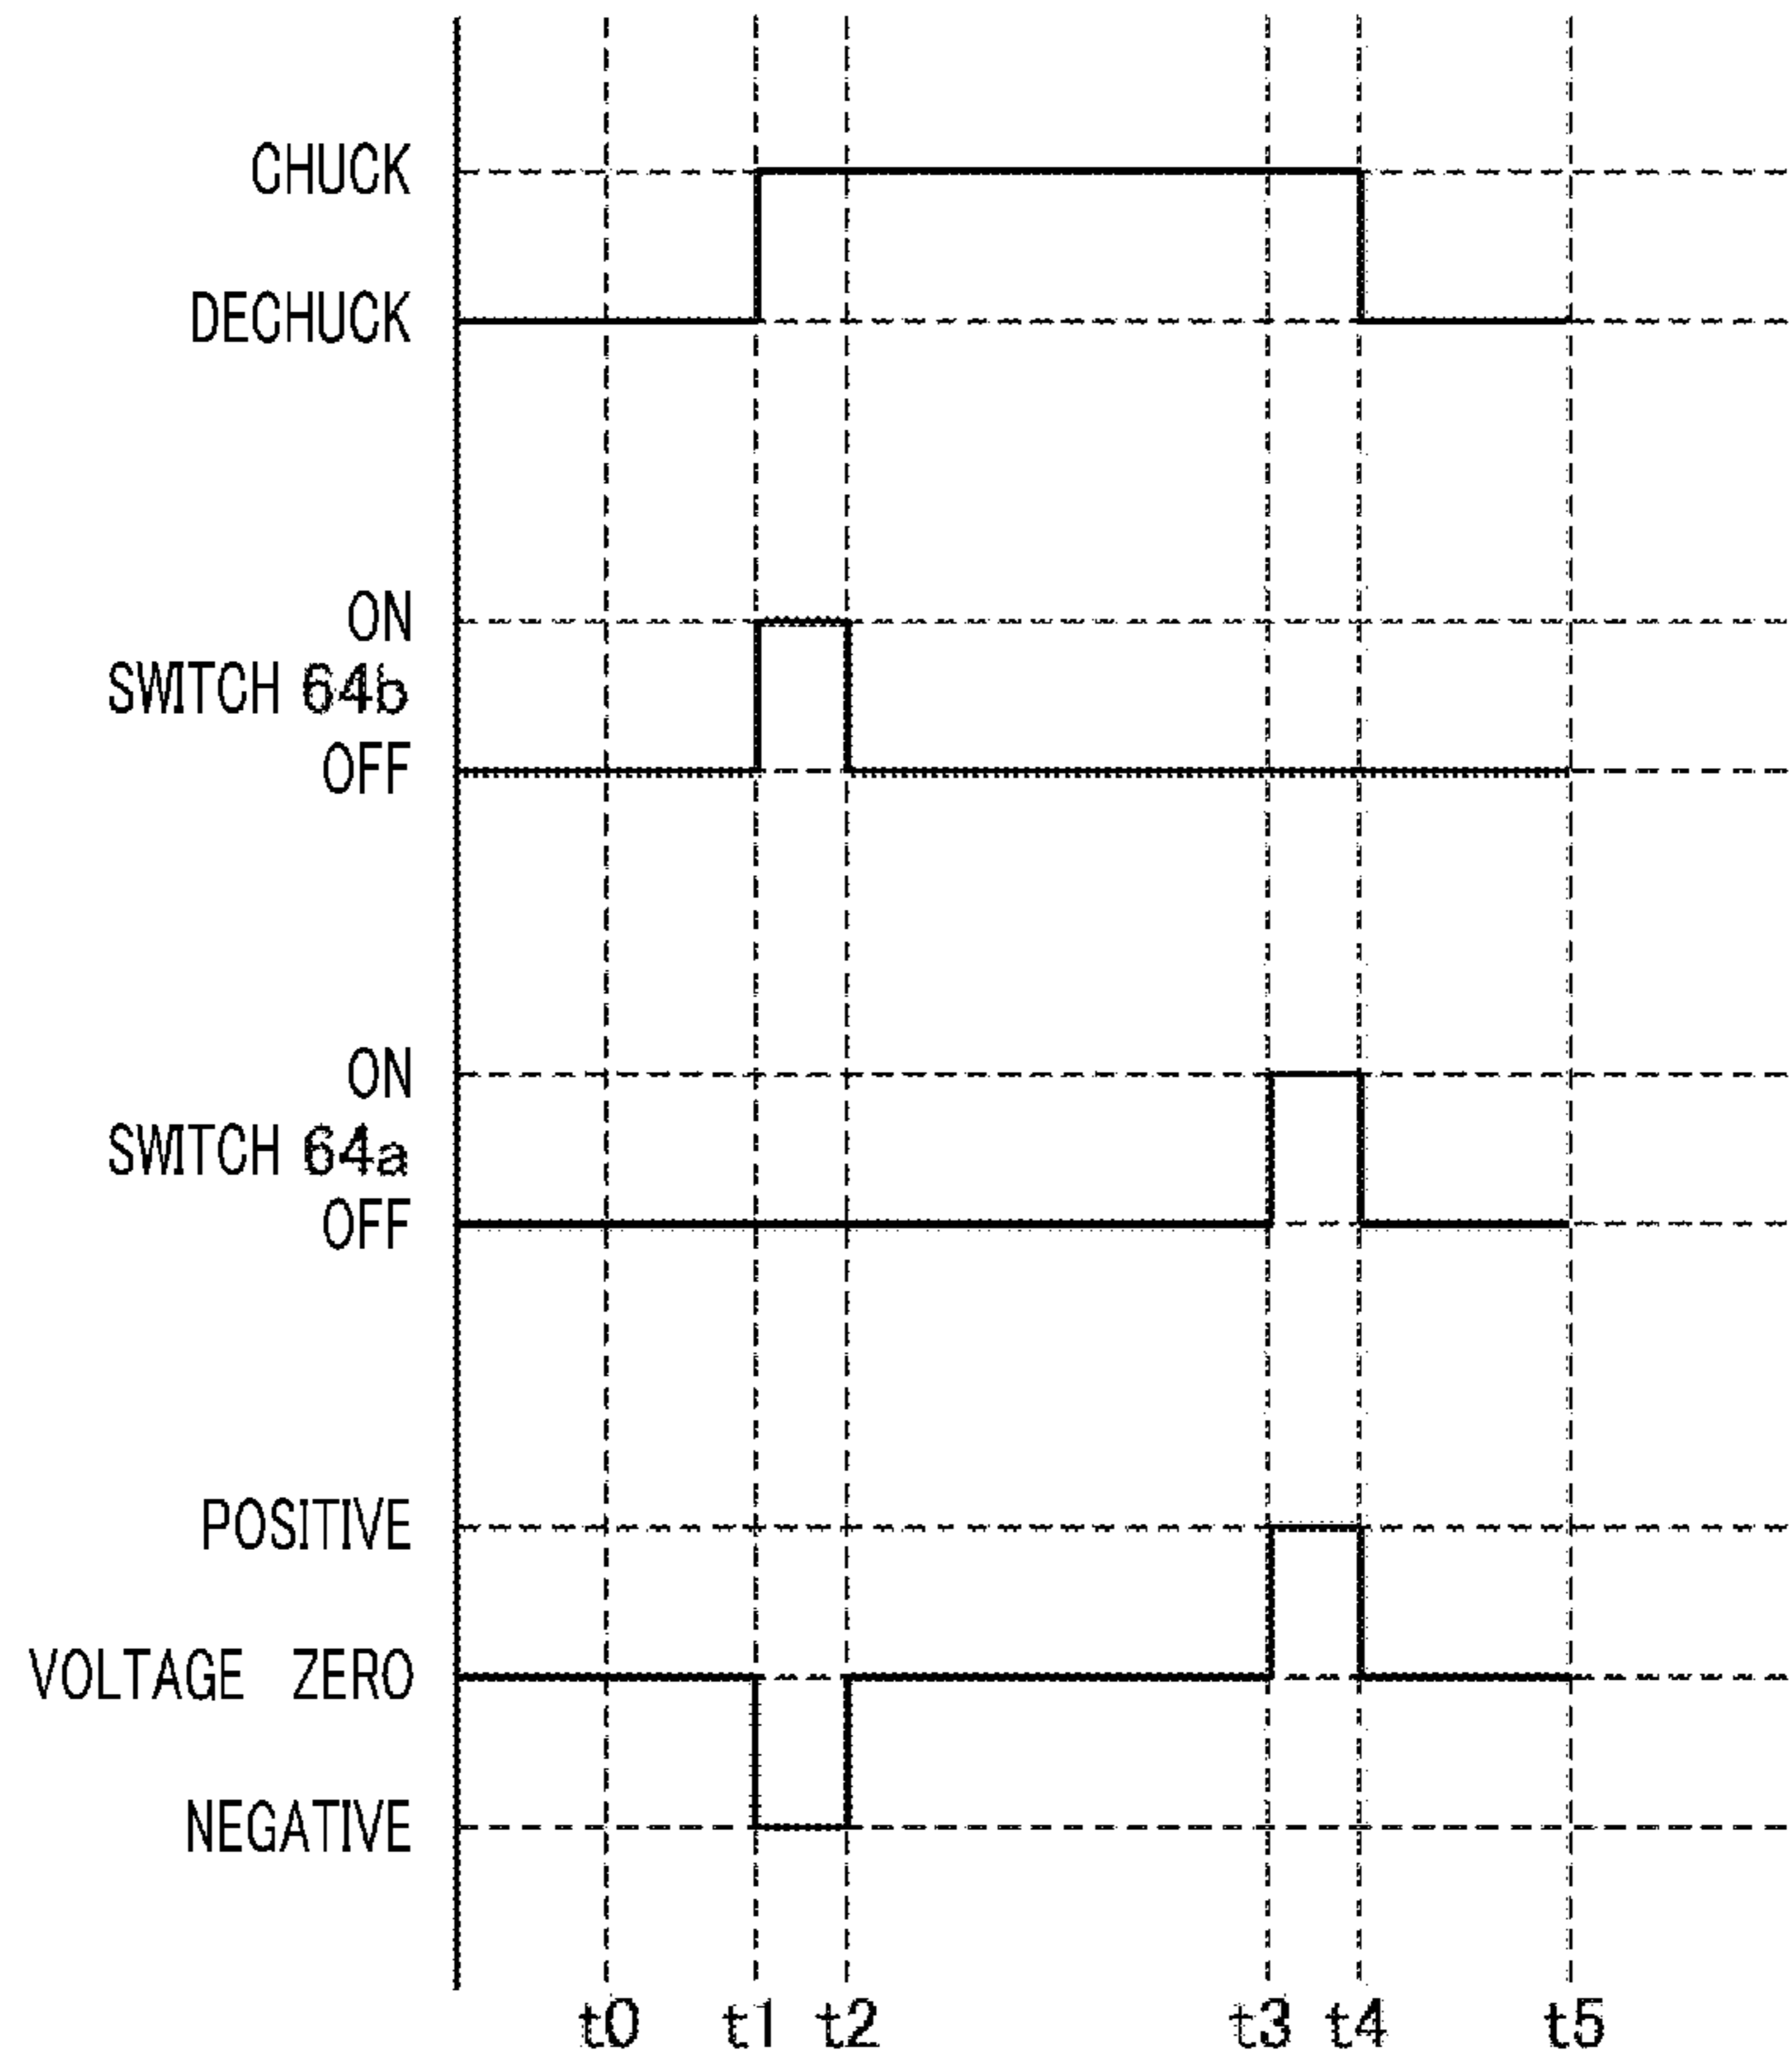 CHUCK
DECHUCK
ON
SWITCH 64b
OFF
ON
SWITCH 64a
OFF
POSITIVE
VOLTAGE ZERO
NEGATIVE
t0 t1 t2 t3 t4 t5